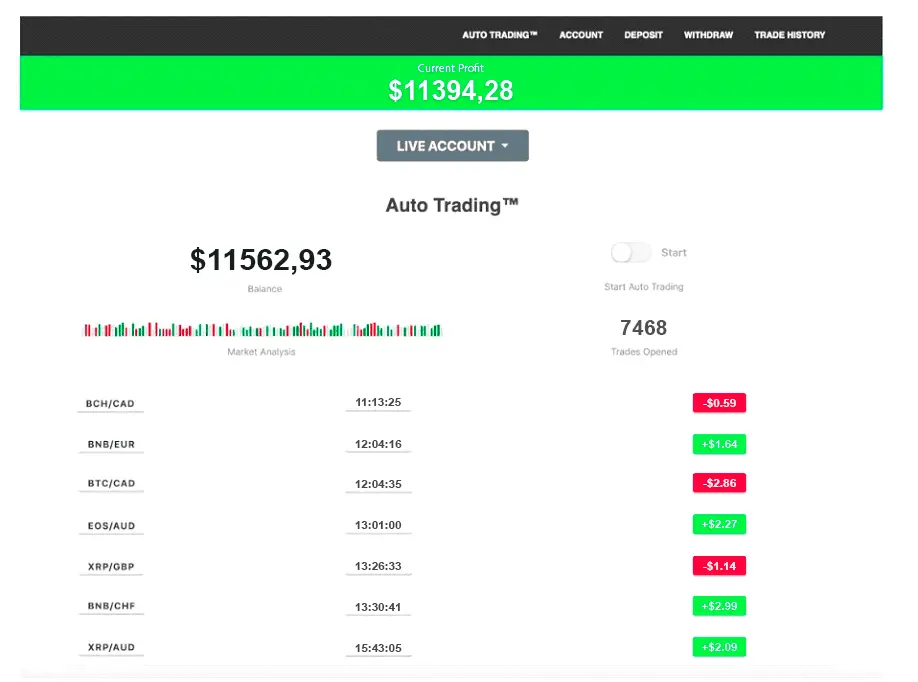 AUTO TRADING™ ACCOUNT DEPOSIT WITHDRAW TRADE HISTORY
Current Profit
$11394,28
LIVE ACCOUNT
Auto Trading™
$11562,93
Balance
Start
Start Auto Trading
Market Analysis
7468
Trades Opened
BCH/CAD 11:13:25 -$0.59
BNB/EUR 12:04:16 +$1.64
BTC/CAD 12:04:35 -$2.86
EOS/AUD 13:01:00 +$2.27
XRP/GBP 13:26:33 -$1.14
BNB/CHF 13:30:41 +$2.99
XRP/AUD 15:43:05 +$2.09